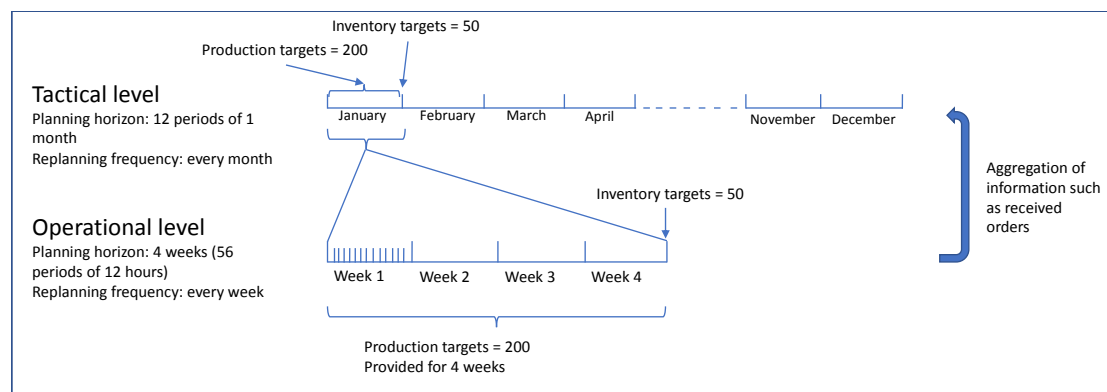 Inventory targets = 50
Production targets = 200
Tactical level
Planning horizon: 12 periods of 1
month
Replanning frequency: every month
January
February
March
April
November
December
Aggregation of
information such
as received
orders
Inventory targets = 50
Operational level
Planning horizon: 4 weeks (56
periods of 12 hours)
Replanning frequency: every week
Week 1
Week 2
Week 3
Week 4
Production targets = 200
Provided for 4 weeks